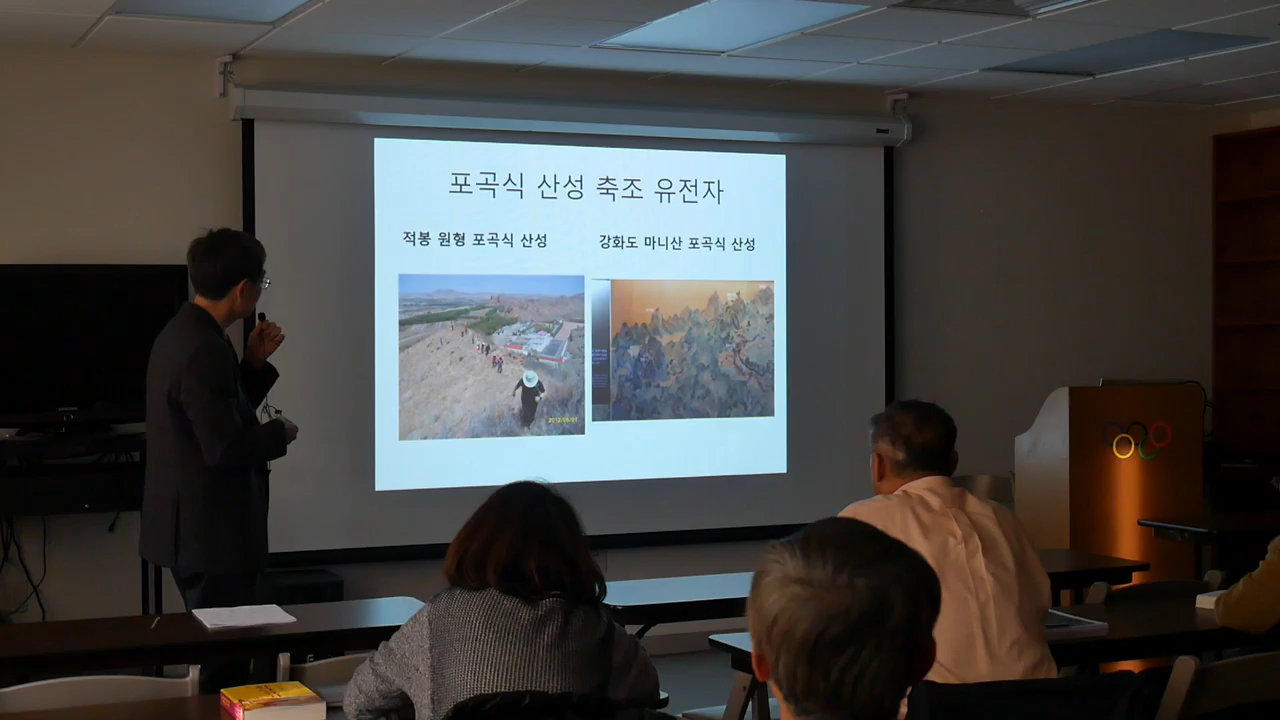 포곡식 산성 축조 유전자
적봉 원형 포곡식 산성
강화도 마니산 포곡식 산성